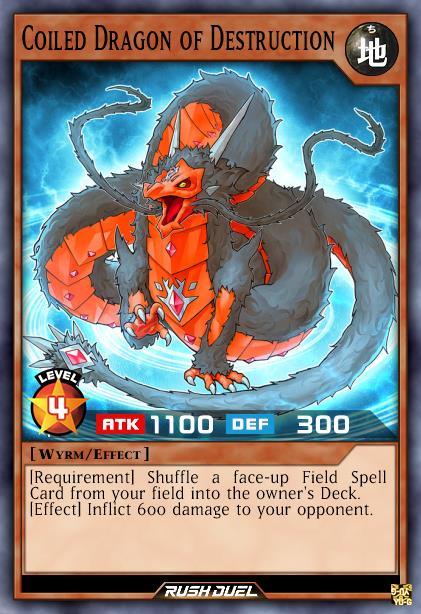 COILED DRAGON OF DESTRUCTION
ち
地
LEVEL
4
ATK 1100 DEF 300
[WYRM/EFFECT]
[Requirement] Shuffle a face-up Field Spell
Card from your field into the owner's Deck.
[Effect] Inflict 600 damage to your opponent.
RUSH DUEL